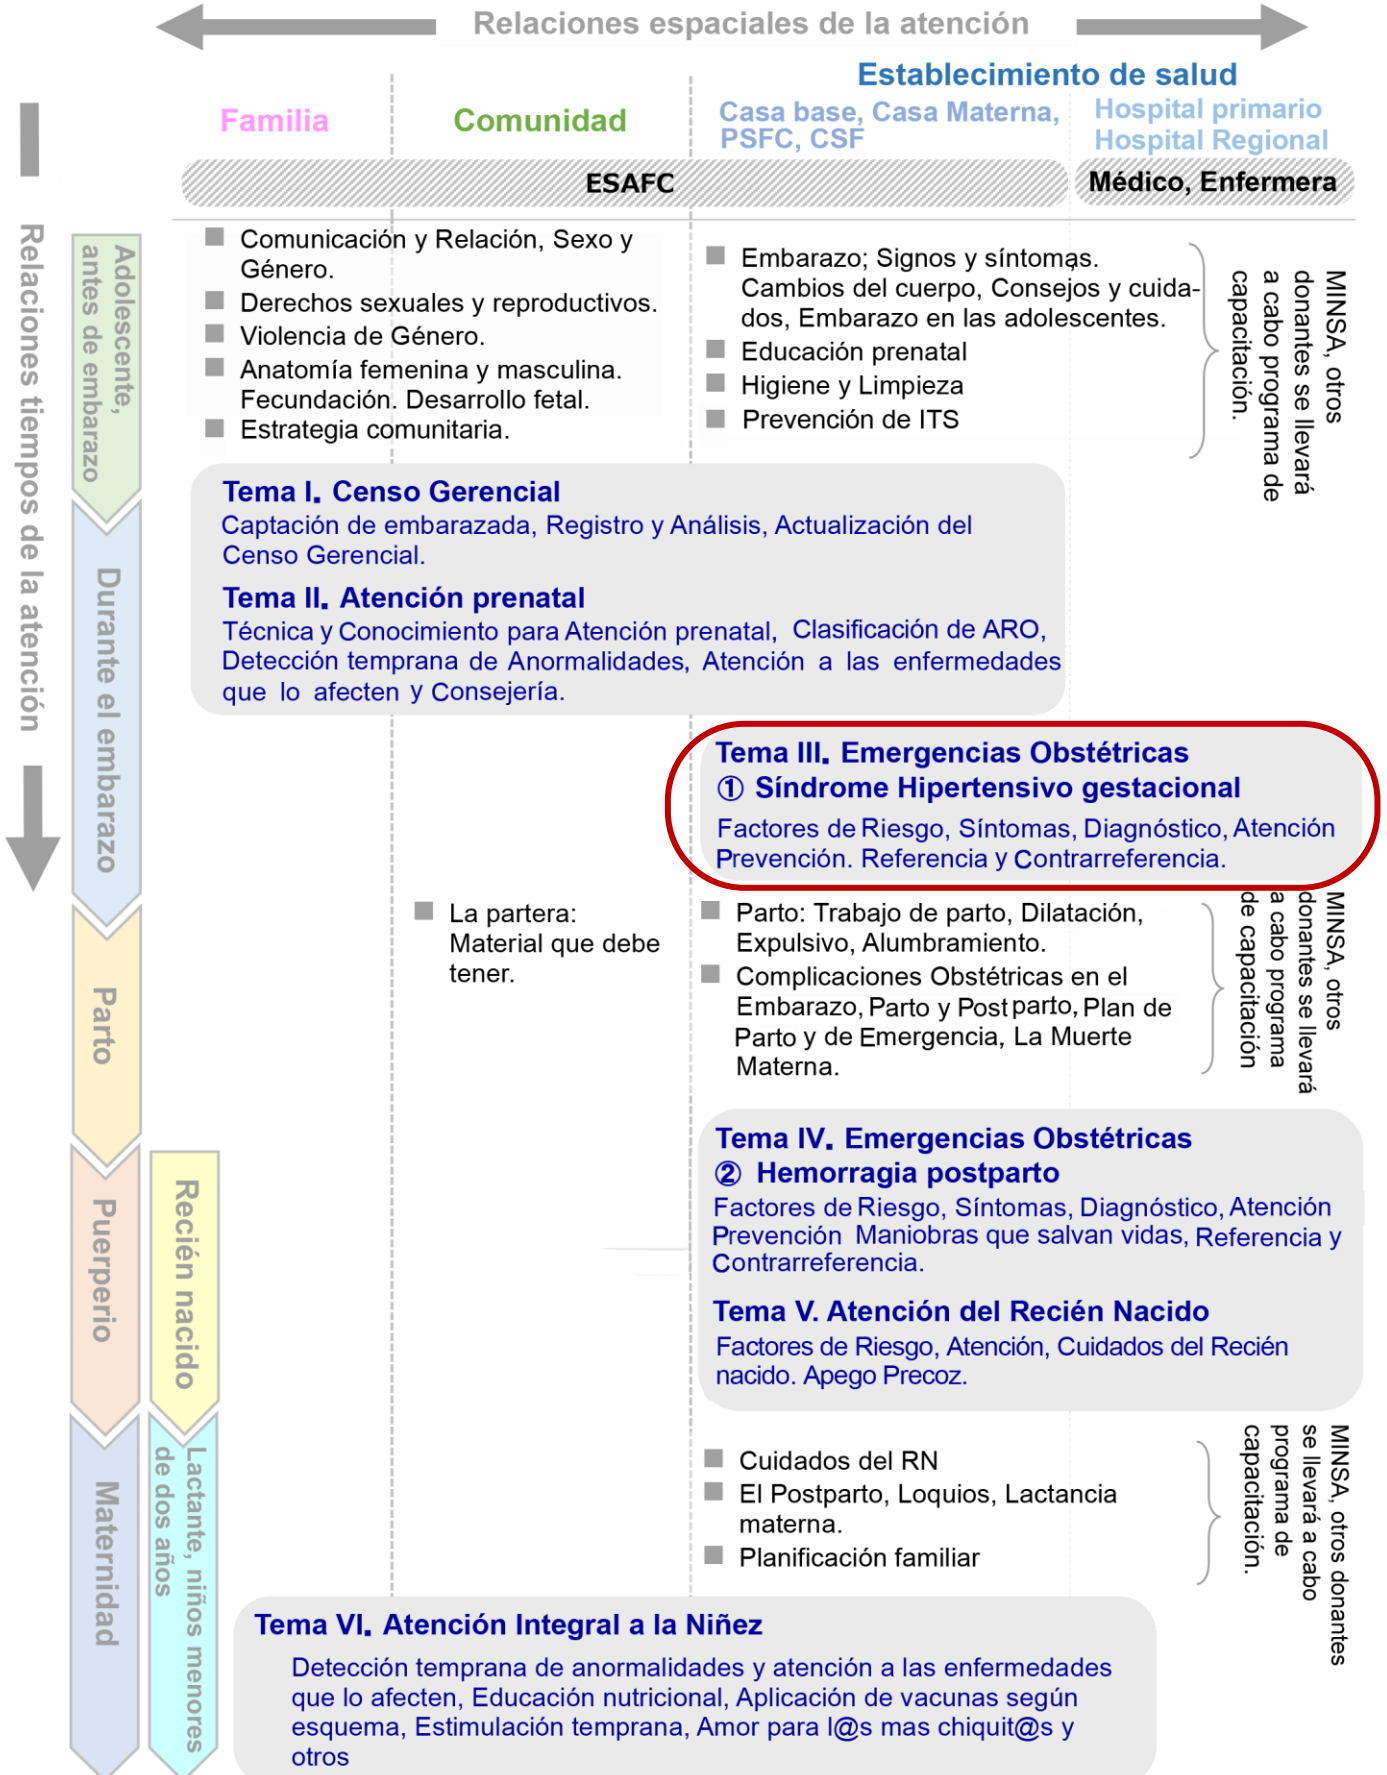 Relaciones espaciales de la atención
Establecimiento de salud
Familia
Comunidad
Casa base, Casa Materna,
PSFC, CSF
Hospital primario
Hospital Regional
ESAFC
Médico, Enfermera
Relaciones tiempos de la atención
Adolescente,
antes de embarazo
Comunicación y Relación, Sexo y
Género.
Derechos sexuales y reproductivos.
Violencia de Género.
Anatomía femenina y masculina.
Fecundación. Desarrollo fetal.
Estrategia comunitaria.
Embarazo; Signos y síntomas.
Cambios del cuerpo, Consejos y cuida-
dos, Embarazo en las adolescentes.
Educación prenatal
Higiene y Limpieza
Prevención de ITS
MINSA, otros
donantes se llevará
a cabo programa de
capacitación.
Durante el embarazo
Tema I. Censo Gerencial
Captación de embarazada, Registro y Análisis, Actualización del
Censo Gerencial.
Tema II. Atención prenatal
Técnica y Conocimiento para Atención prenatal, Clasificación de ARO,
Detección temprana de Anormalidades, Atención a las enfermedades
que lo afecten y Consejería.
Tema III. Emergencias Obstétricas
① Síndrome Hipertensivo gestacional
Factores de Riesgo, Síntomas, Diagnóstico, Atención
Prevención. Referencia y Contrarreferencia.
Parto
La partera:
Material que debe
tener.
Parto: Trabajo de parto, Dilatación,
Expulsivo, Alumbramiento.
Complicaciones Obstétricas en el
Embarazo, Parto y Post parto, Plan de
Parto y de Emergencia, La Muerte
Materna.
MINSA, otros
donantes se llevará
a cabo programa
de capacitación
Puerperio
Recién nacido
Tema IV. Emergencias Obstétricas
② Hemorragia postparto
Factores de Riesgo, Síntomas, Diagnóstico, Atención
Prevención Maniobras que salvan vidas, Referencia y
Contrarreferencia.
Tema V. Atención del Recién Nacido
Factores de Riesgo, Atención, Cuidados del Recién
nacido. Apego Precoz.
Maternidad
Lactante, niños menores
de dos años
Cuidados del RN
El Postparto, Loquios, Lactancia
materna.
Planificación familiar
MINSA, otros donantes
se llevará a cabo
programa de
capacitación.
Tema VI. Atención Integral a la Niñez
Detección temprana de anormalidades y atención a las enfermedades
que lo afecten, Educación nutricional, Aplicación de vacunas según
esquema, Estimulación temprana, Amor para l@s mas chiquit@s y
otros